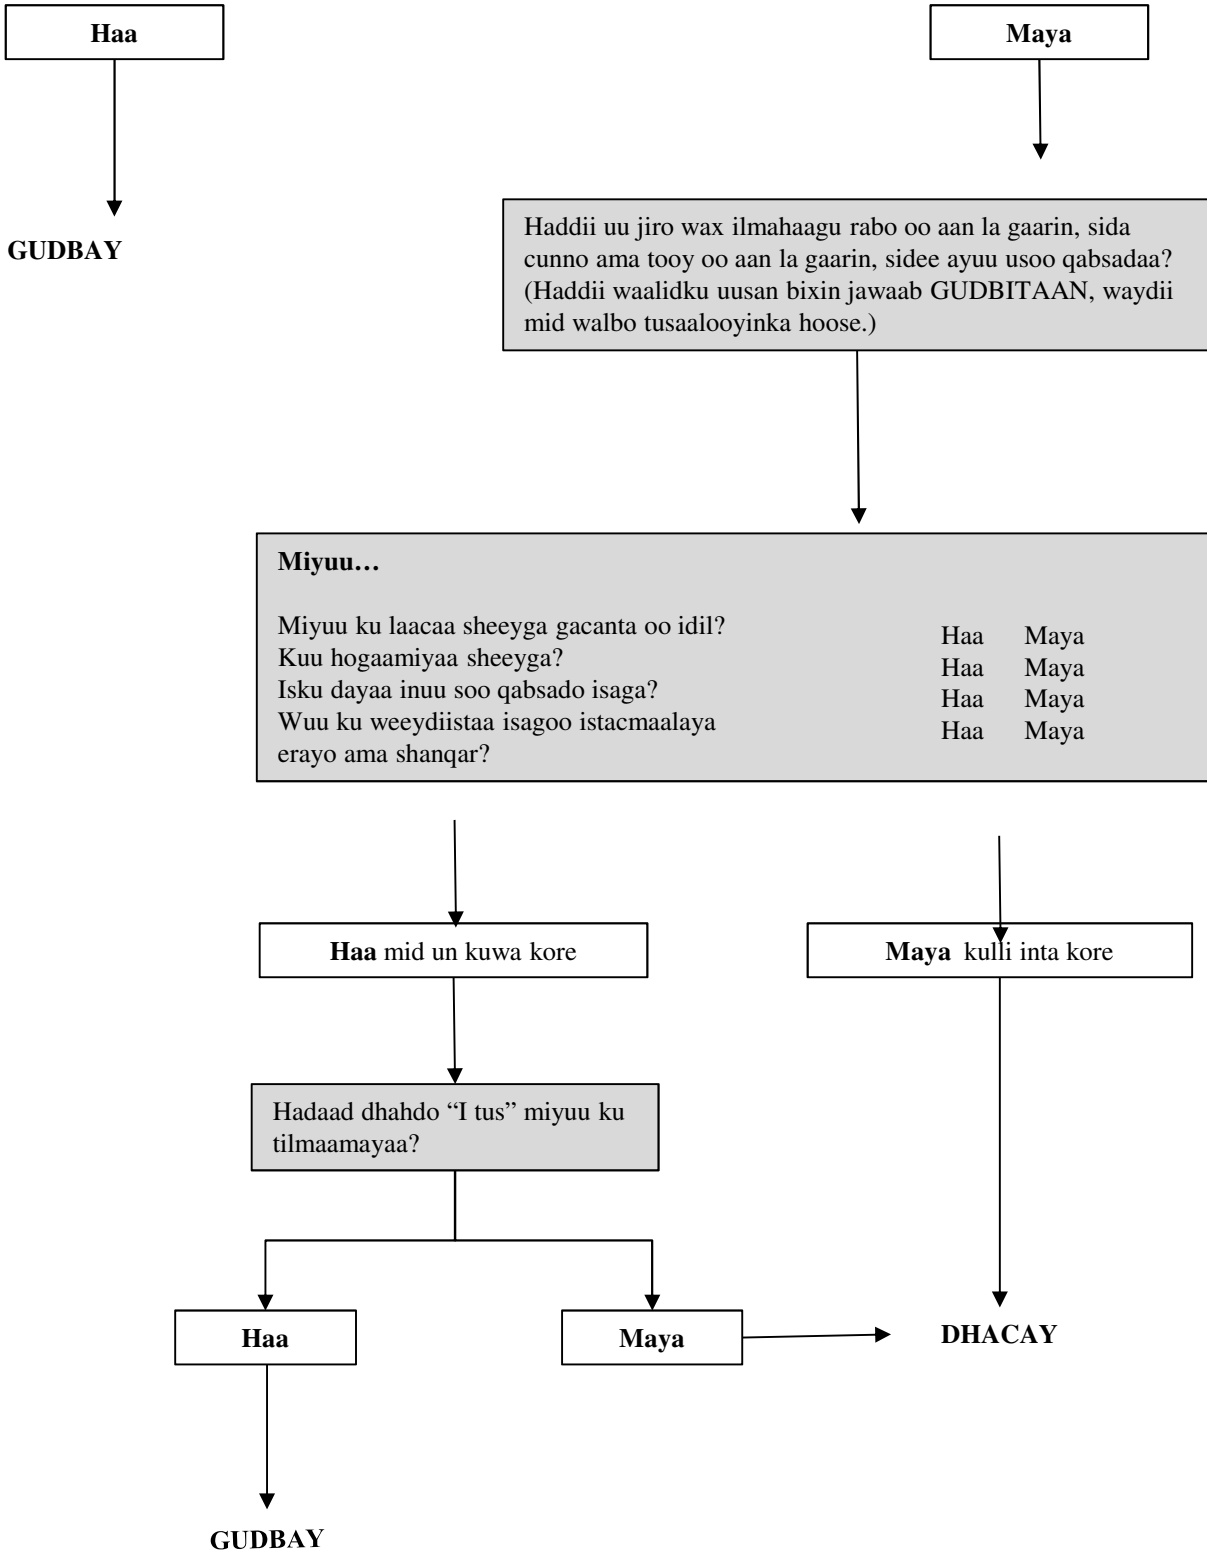 Haa
Maya
GUDBAY
Haddii uu jiro wax ilmahaagu rabo oo aan la gaarin, sida
cunno ama tooy oo aan la gaarin, sidee ayuu usoo qabsadaa?
(Haddii waalidku uusan bixin jawaab GUDBITAAN, waydii
mid walbo tusaalooyinka hoose.)
Miyuu…
Miyuu ku laacaa sheeyga gacanta oo idil? Haa Maya
Kuu hogaamiyaa sheeyga? Haa Maya
Isku dayaa inuu soo qabsado isaga? Haa Maya
Wuu ku weeydiistaa isagoo istacmaalaya Haa Maya
erayo ama shanqar?
Haa mid un kuwa kore
Maya kulli inta kore
Hadaad dhahdo “I tus” miyuu ku
tilmaamayaa?
Haa
Maya
DHACAY
GUDBAY